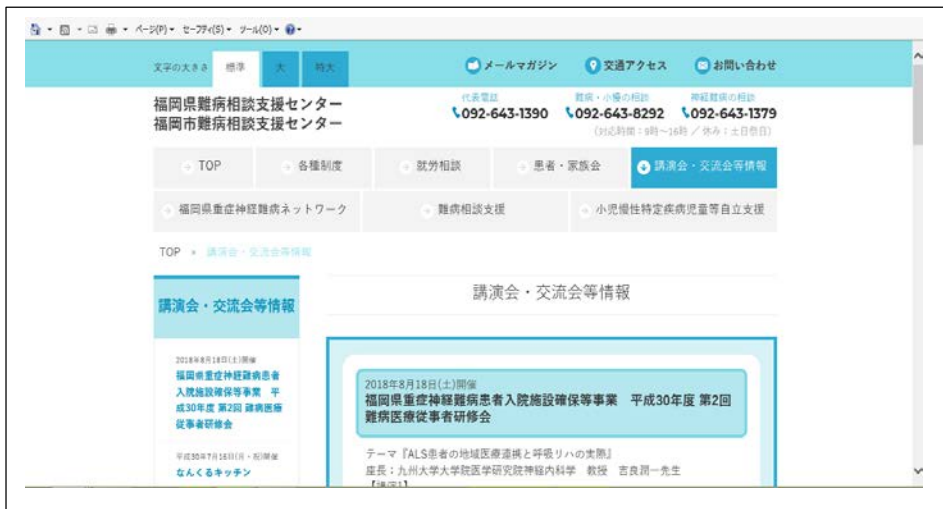 ページ(P) セーフティ(S) ツール(O)
文字の大きさ 標準 大 特大 メールマガジン 交通アクセス お問い合わせ
福岡県難病相談支援センター
福岡市難病相談支援センター
代表電話 難病・小慢の相談 神経難病の相談
092-643-1390 092-643-8292 092-643-1379
(対応時間:9時〜16時 / 休み:土日祭日)
TOP 各種制度 就労相談 患者・家族会 講演会・交流会等情報
福岡県重症神経難病ネットワーク 難病相談支援 小児慢性特定疾病児童等自立支援
TOP 講演会・交流会等情報
講演会・交流会等情報
2018年8月18日(土)開催
福岡県重症神経難病患者
入院施設確保等事業 平
成30年度 第2回 難病医療
従事者研修会
平成30年7月16日(月・祝)開催
なんくるキッチン
講演会・交流会等情報
2018年8月18日(土)開催
福岡県重症神経難病患者入院施設確保等事業 平成30年度 第2回
難病医療従事者研修会
テーマ『ALS患者の地域医療連携と呼吸リハの実際』
座長:九州大学大学院医学研究院神経内科学 教授 吉良潤一先生
【講演1】